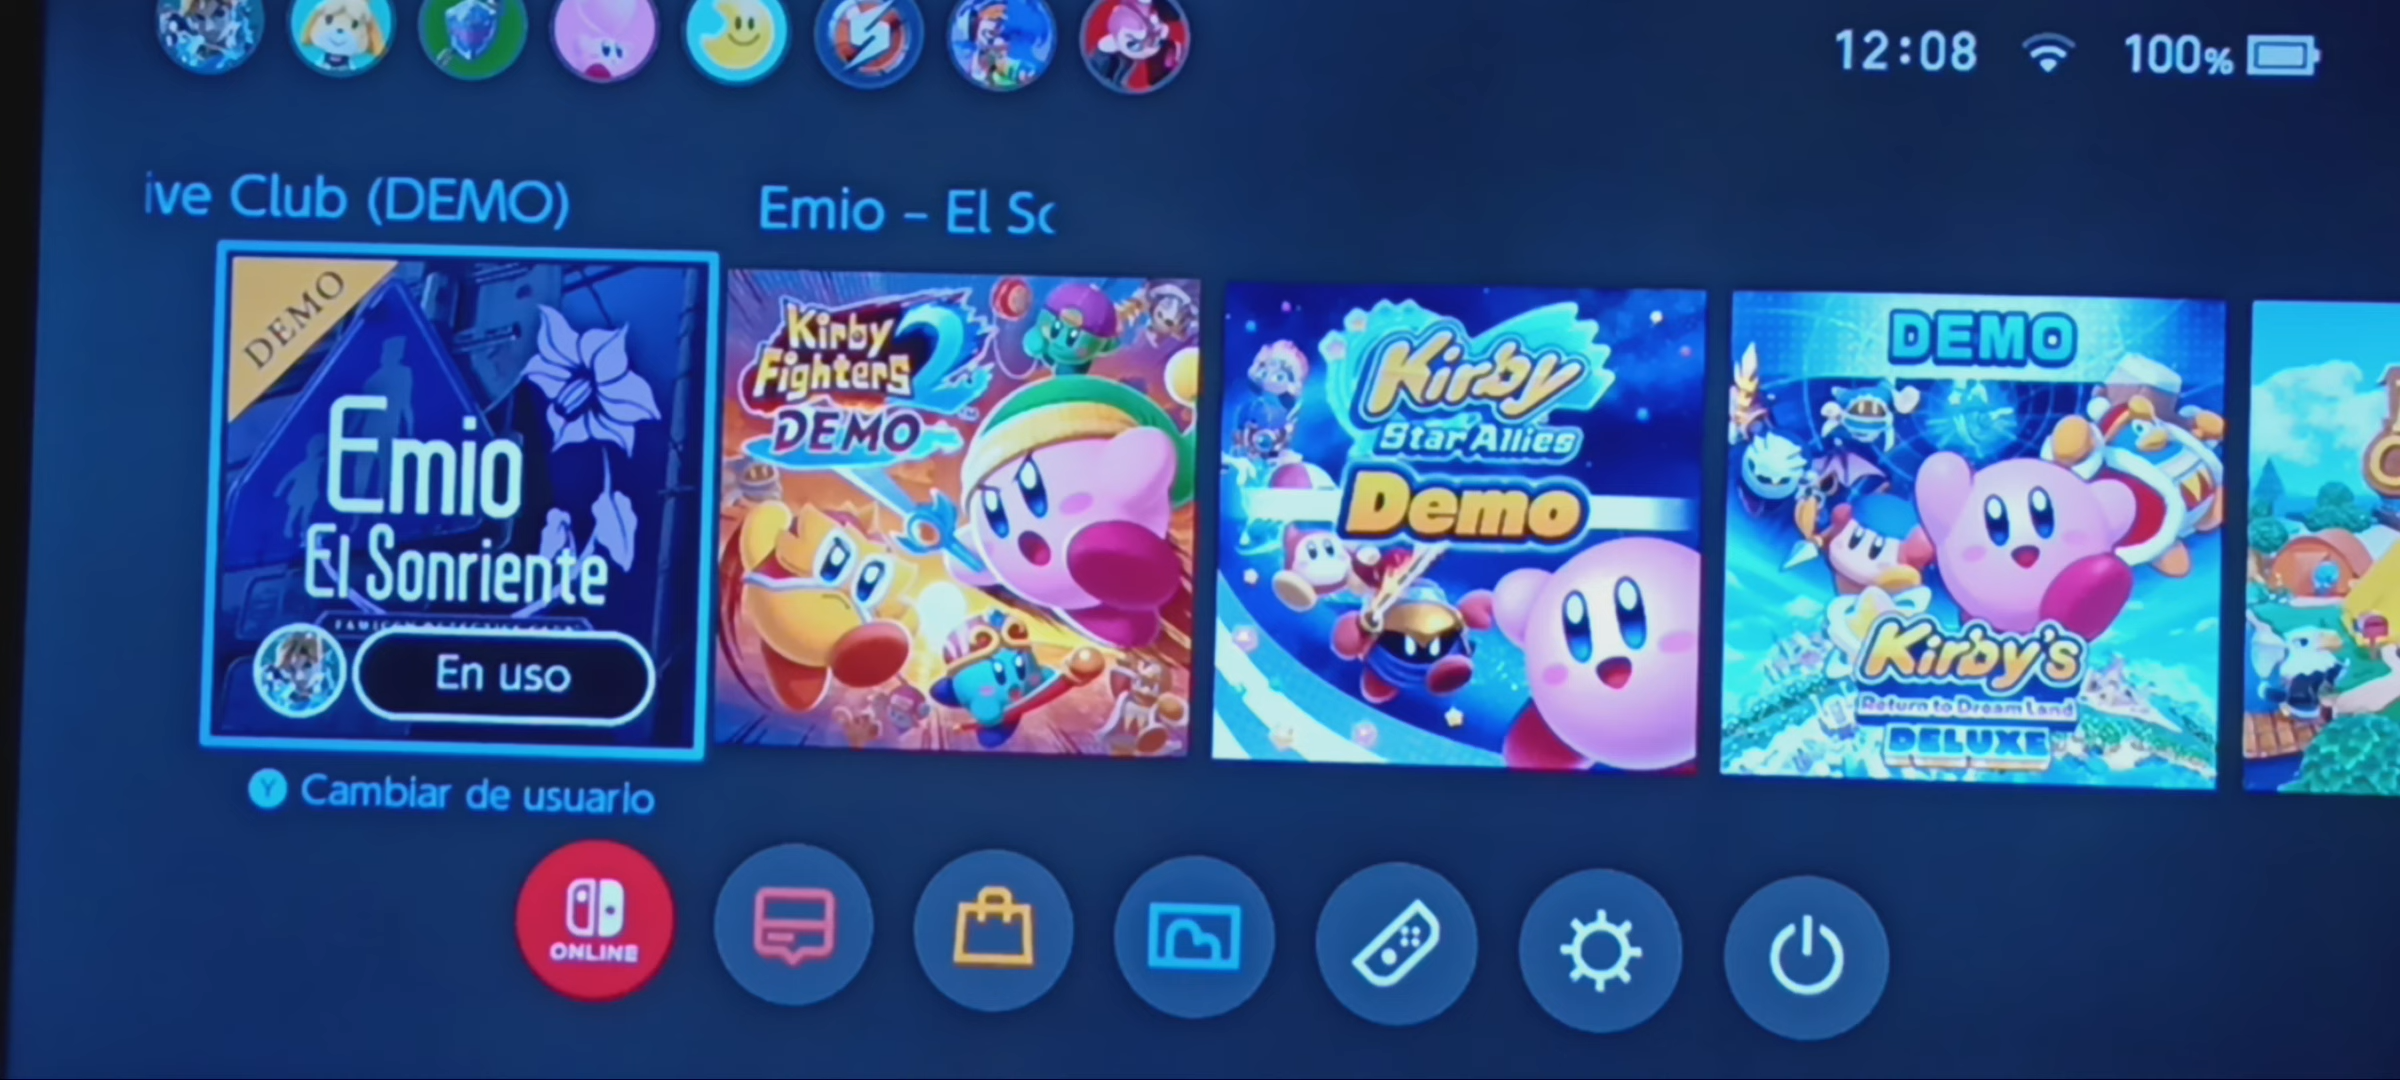 12:08 100%
ive Club (DEMO) Emio – El So
DEMO
Emio
El Sonriente
En uso
Kirby
Fighters 2
DEMO
Kirby
Star Allies
Demo
DEMO
Kirby's
Return to Dream Land
DELUXE
Y Cambiar de usuario
ONLINE